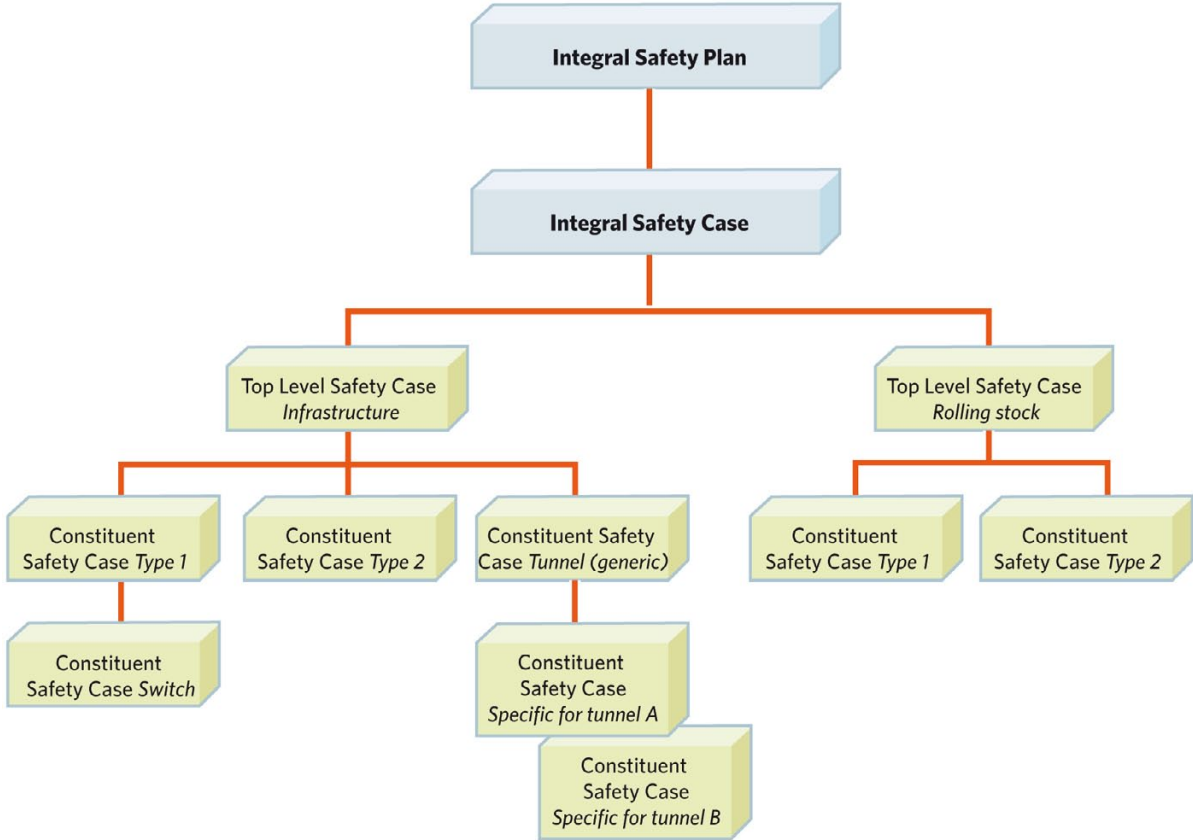 Integral Safety Plan
Integral Safety Case
Top Level Safety Case
Infrastructure
Top Level Safety Case
Rolling stock
Constituent
Safety Case Type 1
Constituent
Safety Case Type 2
Constituent Safety
Case Tunnel (generic)
Constituent
Safety Case Type 1
Constituent
Safety Case Type 2
Constituent
Safety Case Switch
Constituent
Safety Case
Specific for tunnel A
Constituent
Safety Case
Specific for tunnel B